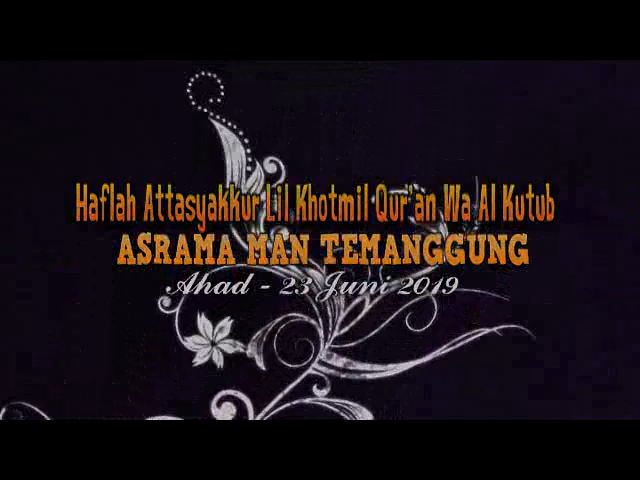 Haflah Attasyakkur Lil Khotmil Qur'an Wa Al Kutub
ASRAMA MAN TEMANGGUNG
Ahad - 23 Juni 2019